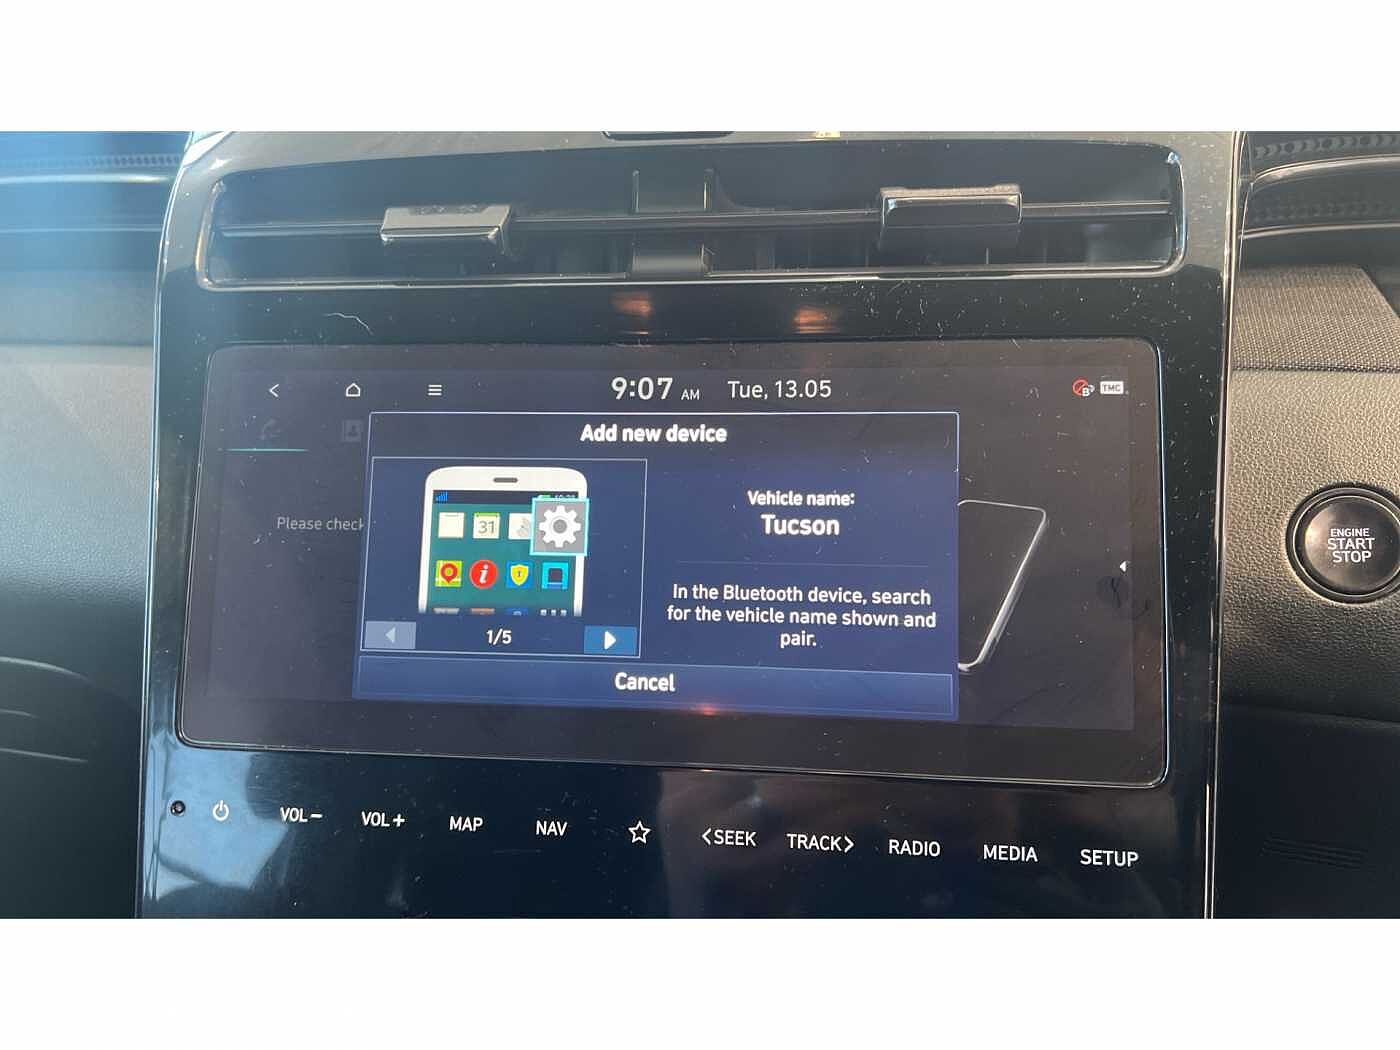 9:07 AM Tue, 13.05
TMC
Add new device
Please check
31
Vehicle name:
Tucson
In the Bluetooth device, search
for the vehicle name shown and
pair.
1/5
Cancel
ENGINE
START
STOP
VOL−
VOL+
MAP
NAV
<SEEK
TRACK>
RADIO
MEDIA
SETUP